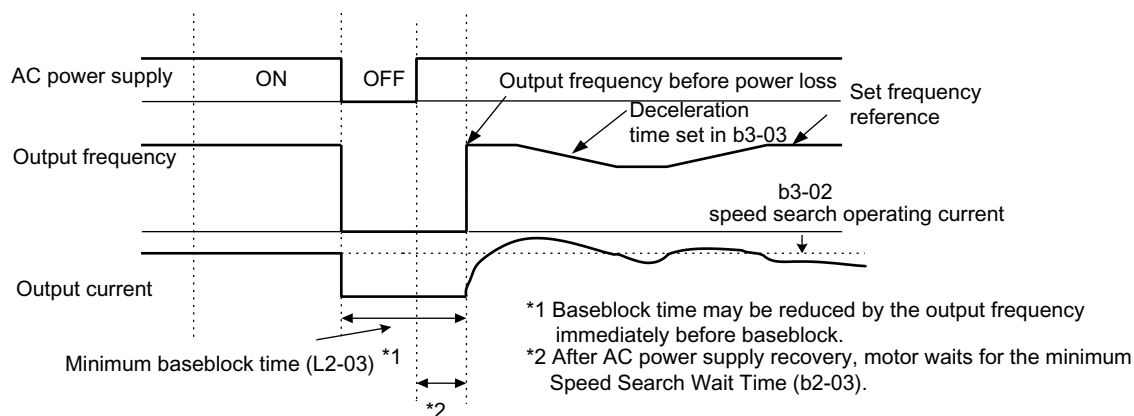 AC power supply
ON
OFF
Output frequency before power loss
Deceleration
time set in b3-03
Set frequency
reference
Output frequency
b3-02
speed search operating current
Output current
*1 Baseblock time may be reduced by the output frequency
immediately before baseblock.
Minimum baseblock time (L2-03) *1
*2 After AC power supply recovery, motor waits for the minimum
Speed Search Wait Time (b2-03).
*2